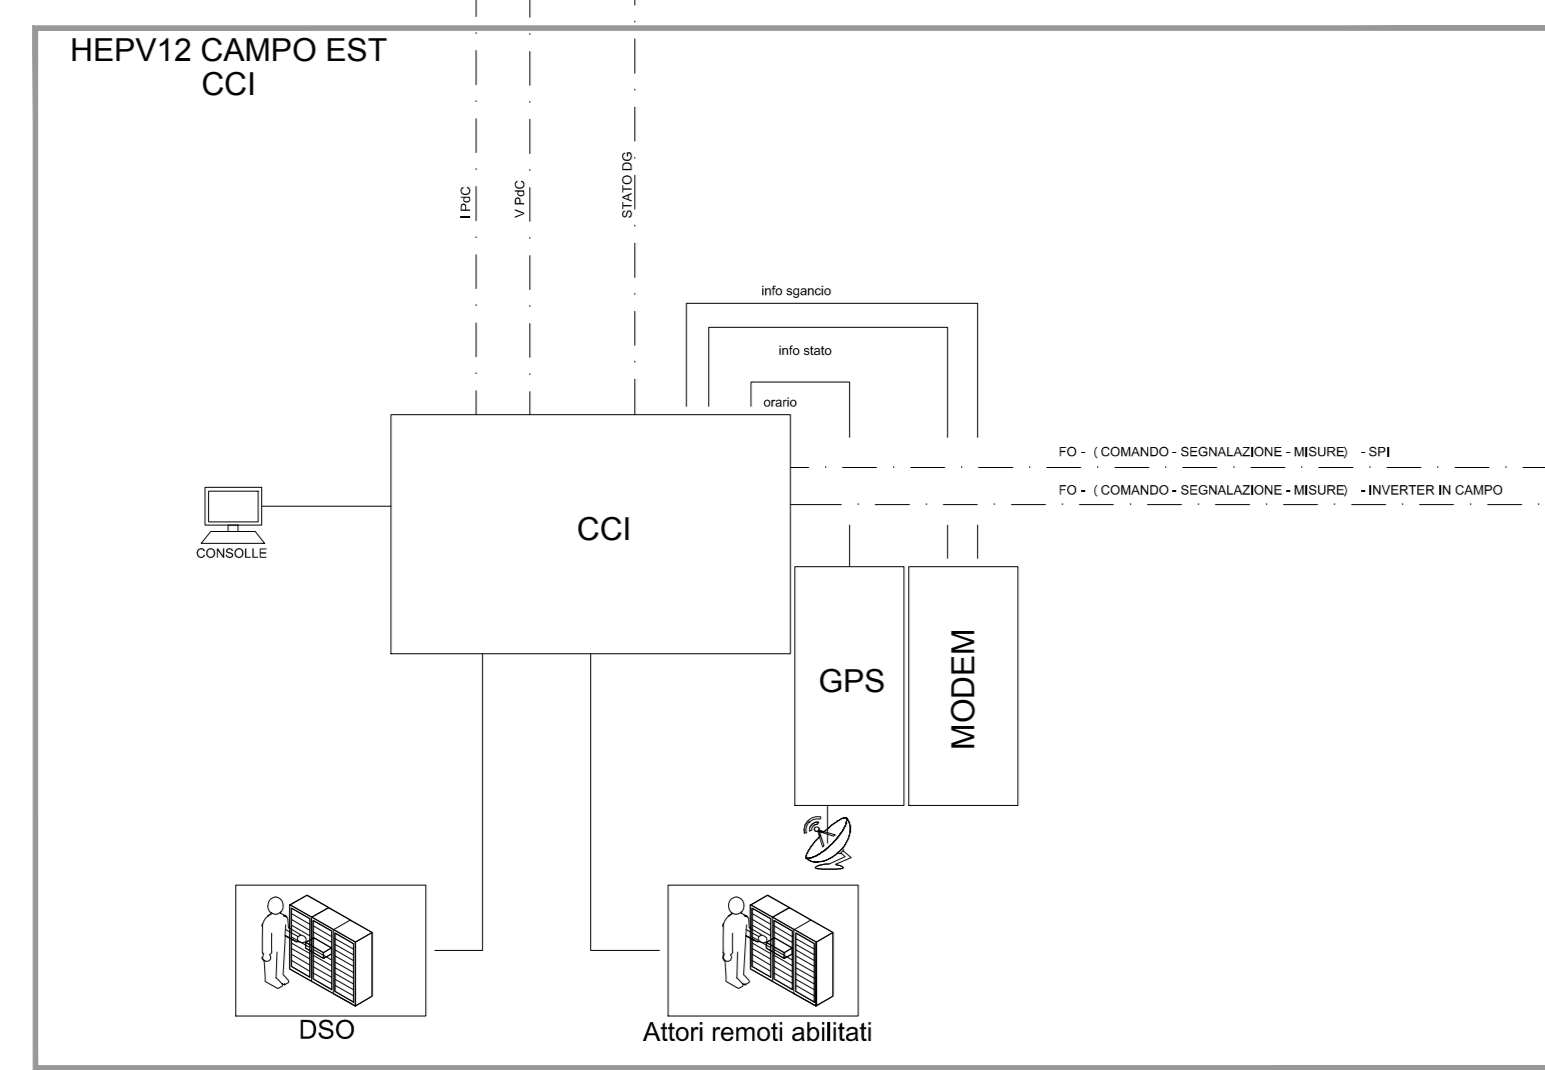 HEPV12 CAMPO EST
CCI
I PdC
V PdC
STATO DG
info sgancio
info stato
orario
FO - ( COMANDO - SEGNALAZIONE - MISURE) - SPI
FO - ( COMANDO - SEGNALAZIONE - MISURE) - INVERTER IN CAMPO
CCI
CONSOLLE
GPS
MODEM
DSO
Attori remoti abilitati